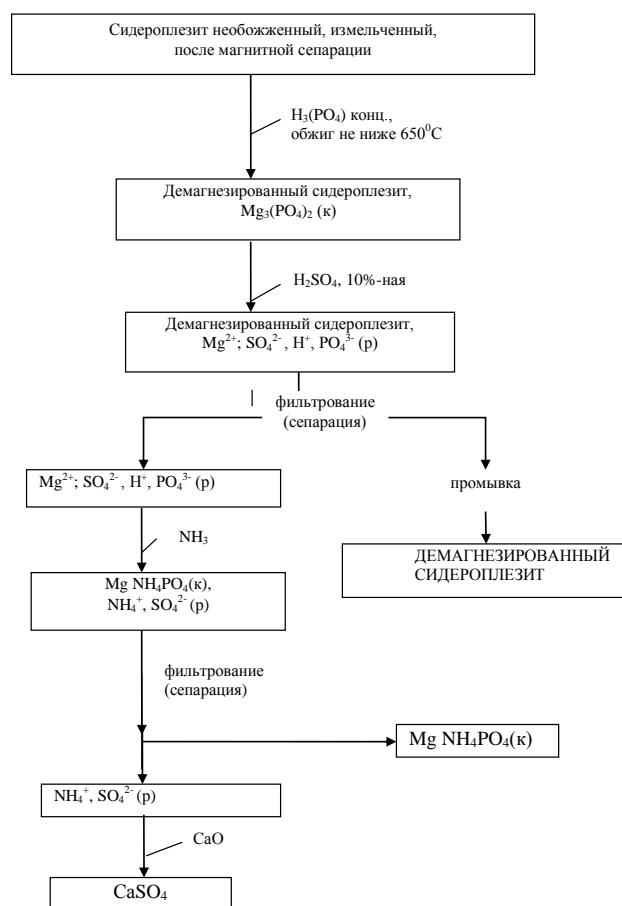 Сидероплезит необожженный, измельченный,
после магнитной сепарации
H₃(PO₄) конц.,
обжиг не ниже 650⁰С
Демагнезированный сидероплезит,
Mg₃(PO₄)₂ (к)
H₂SO₄, 10%-ная
Демагнезированный сидероплезит,
Mg²⁺; SO₄²⁻ , H⁺, PO₄³⁻ (р)
фильтрование
(сепарация)
Mg²⁺; SO₄²⁻ , H⁺, PO₄³⁻ (р)
промывка
NH₃
ДЕМАГНЕЗИРОВАННЫЙ
СИДЕРОПЛЕЗИТ
Mg NH₄PO₄(к),
NH₄⁺, SO₄²⁻ (р)
фильтрование
(сепарация)
Mg NH₄PO₄(к)
NH₄⁺, SO₄²⁻ (р)
CaO
CaSO₄